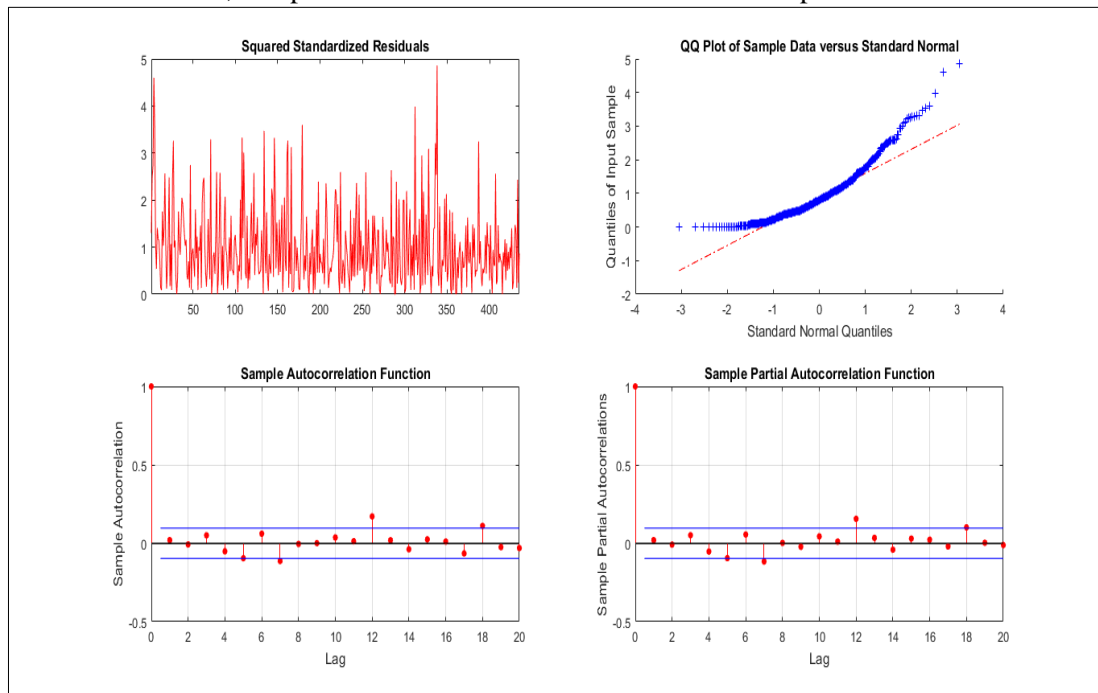 Squared Standardized Residuals
5
4
3
2
1
0
50 100 150 200 250 300 350 400
QQ Plot of Sample Data versus Standard Normal
Quantiles of Input Sample
5
4
3
2
1
0
-1
-2
-4 -3 -2 -1 0 1 2 3 4
Standard Normal Quantiles
Sample Autocorrelation Function
Sample Autocorrelation
1
0.5
0
-0.5
0 2 4 6 8 10 12 14 16 18 20
Lag
Sample Partial Autocorrelation Function
Sample Partial Autocorrelations
1
0.5
0
-0.5
0 2 4 6 8 10 12 14 16 18 20
Lag